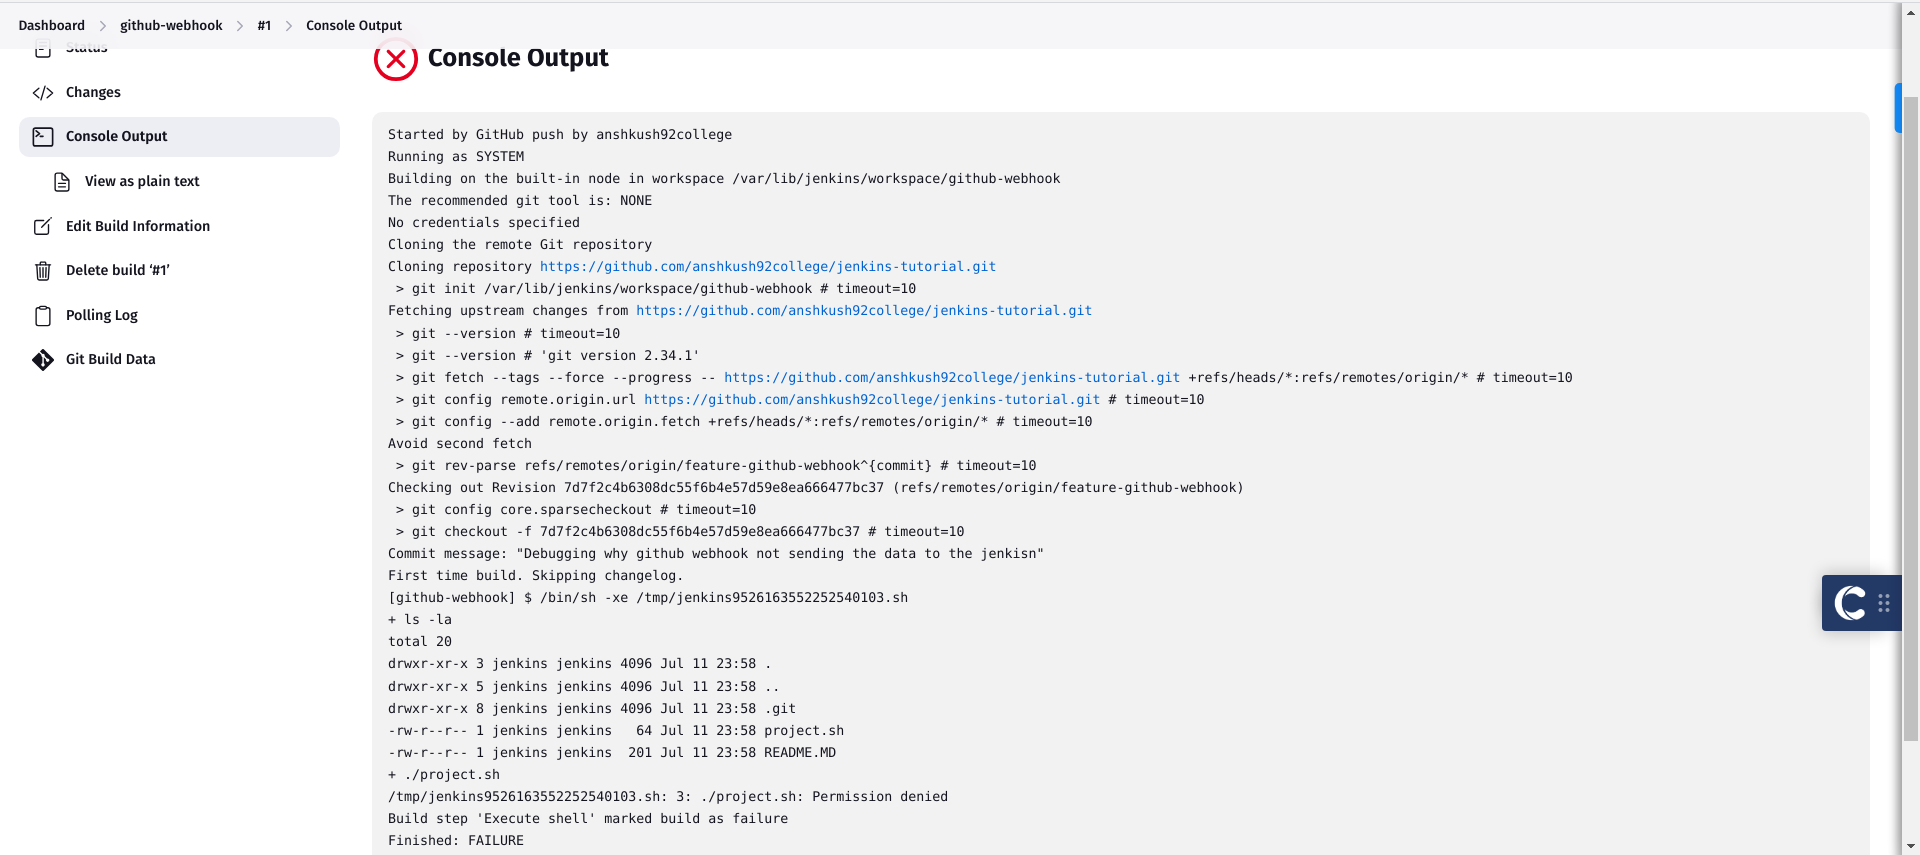 Dashboard > github-webhook > #1 > Console Output
Status
Changes
Console Output
View as plain text
Edit Build Information
Delete build ‘#1’
Polling Log
Git Build Data
Console Output
Started by GitHub push by anshkush92college
Running as SYSTEM
Building on the built-in node in workspace /var/lib/jenkins/workspace/github-webhook
The recommended git tool is: NONE
No credentials specified
Cloning the remote Git repository
Cloning repository https://github.com/anshkush92college/jenkins-tutorial.git
 > git init /var/lib/jenkins/workspace/github-webhook # timeout=10
Fetching upstream changes from https://github.com/anshkush92college/jenkins-tutorial.git
 > git --version # timeout=10
 > git --version # 'git version 2.34.1'
 > git fetch --tags --force --progress -- https://github.com/anshkush92college/jenkins-tutorial.git +refs/heads/*:refs/remotes/origin/* # timeout=10
 > git config remote.origin.url https://github.com/anshkush92college/jenkins-tutorial.git # timeout=10
 > git config --add remote.origin.fetch +refs/heads/*:refs/remotes/origin/* # timeout=10
Avoid second fetch
 > git rev-parse refs/remotes/origin/feature-github-webhook^{commit} # timeout=10
Checking out Revision 7d7f2c4b6308dc55f6b4e57d59e8ea666477bc37 (refs/remotes/origin/feature-github-webhook)
 > git config core.sparsecheckout # timeout=10
 > git checkout -f 7d7f2c4b6308dc55f6b4e57d59e8ea666477bc37 # timeout=10
Commit message: "Debugging why github webhook not sending the data to the jenkisn"
First time build. Skipping changelog.
[github-webhook] $ /bin/sh -xe /tmp/jenkins9526163552252540103.sh
+ ls -la
total 20
drwxr-xr-x 3 jenkins jenkins 4096 Jul 11 23:58 .
drwxr-xr-x 5 jenkins jenkins 4096 Jul 11 23:58 ..
drwxr-xr-x 8 jenkins jenkins 4096 Jul 11 23:58 .git
-rw-r--r-- 1 jenkins jenkins   64 Jul 11 23:58 project.sh
-rw-r--r-- 1 jenkins jenkins  201 Jul 11 23:58 README.MD
+ ./project.sh
/tmp/jenkins9526163552252540103.sh: 3: ./project.sh: Permission denied
Build step 'Execute shell' marked build as failure
Finished: FAILURE